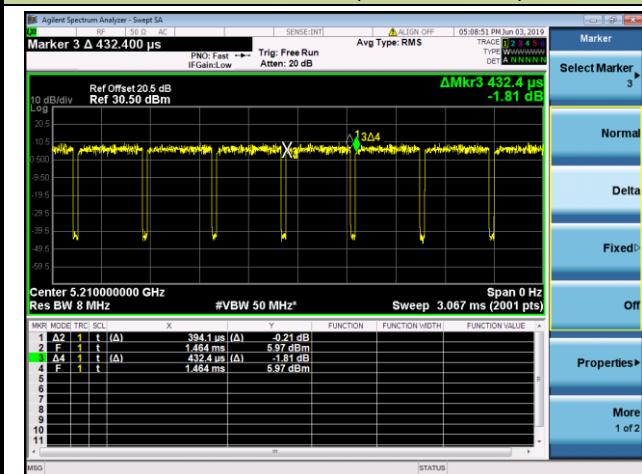 Agilent Spectrum Analyzer - Swept SA
RF 50 Ω AC SENSE:INT ALIGN OFF 05:08:51 PM Jun 03, 2019
Marker 3 Δ 432.400 μs
PNO: Fast
IFGain:Low
Trig: Free Run
Atten: 20 dB
Avg Type: RMS
TRACE 1 2 3 4 5 6
TYPE WWWWWW
DET A N N N N N
Ref Offset 20.5 dB
Ref 30.50 dBm
10 dB/div
Log
ΔMkr3 432.4 μs
-1.81 dB
20.5
10.5
0.500
-9.50
-19.5
-29.5
-39.5
-49.5
-59.5
1 3Δ4
X
Center 5.210000000 GHz Span 0 Hz
Res BW 8 MHz #VBW 50 MHz* Sweep 3.067 ms (2001 pts)
MKR MODE TRC SCL X Y FUNCTION FUNCTION WIDTH FUNCTION VALUE
1 Δ2 1 t (Δ) 394.1 μs (Δ) -0.21 dB
2 F 1 t 1.464 ms 5.97 dBm
3 Δ4 1 t (Δ) 432.4 μs (Δ) -1.81 dB
4 F 1 t 1.464 ms 5.97 dBm
5
6
7
8
9
10
11
MSG STATUS
Marker
Select Marker
3
Normal
Delta
Fixed
Off
Properties
More
1 of 2